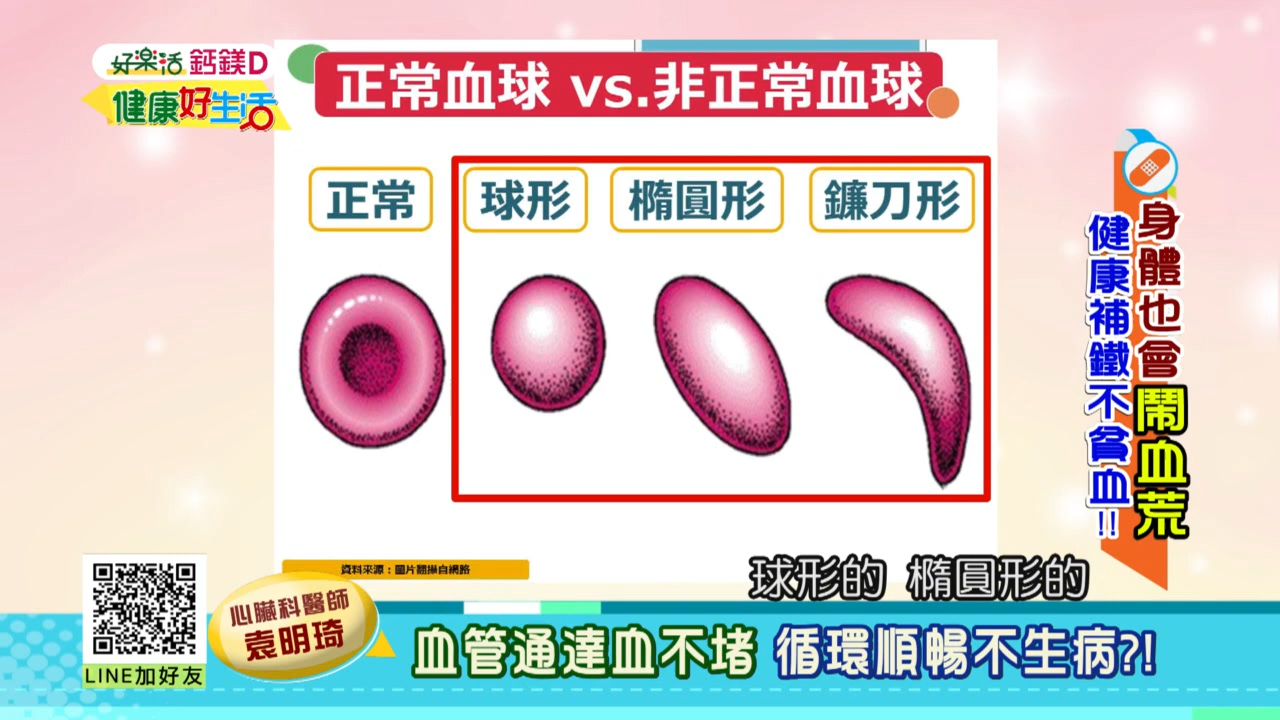 好樂活 鈣鎂D
健康好生活
正常血球 vs.非正常血球
正常
球形
橢圓形
鐮刀形
身體也會鬧血荒
健康補鐵不貧血!!
資料來源：圖片翻攝自網路
球形的 橢圓形的
心臟科醫師
袁明琦
血管通達血不堵 循環順暢不生病?!
LINE加好友